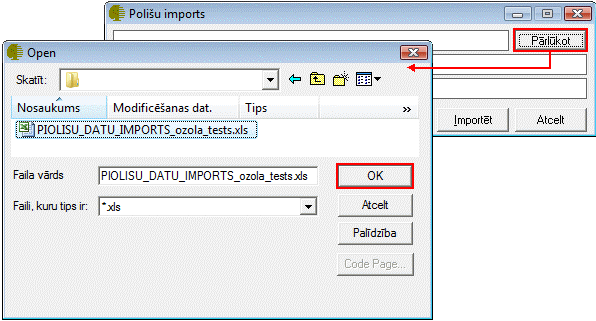 Polišu imports
Pārlūkot
Importēt
Atcelt
Open
Skatīt:
Nosaukums Modificēšanas dat. Tips »
PIOLISU_DATU_IMPORTS_ozola_tests.xls
Faila vārds PIOLISU_DATU_IMPORTS_ozola_tests.xls OK
Faili, kuru tips ir: *.xls Atcelt
Palīdzība
Code Page...